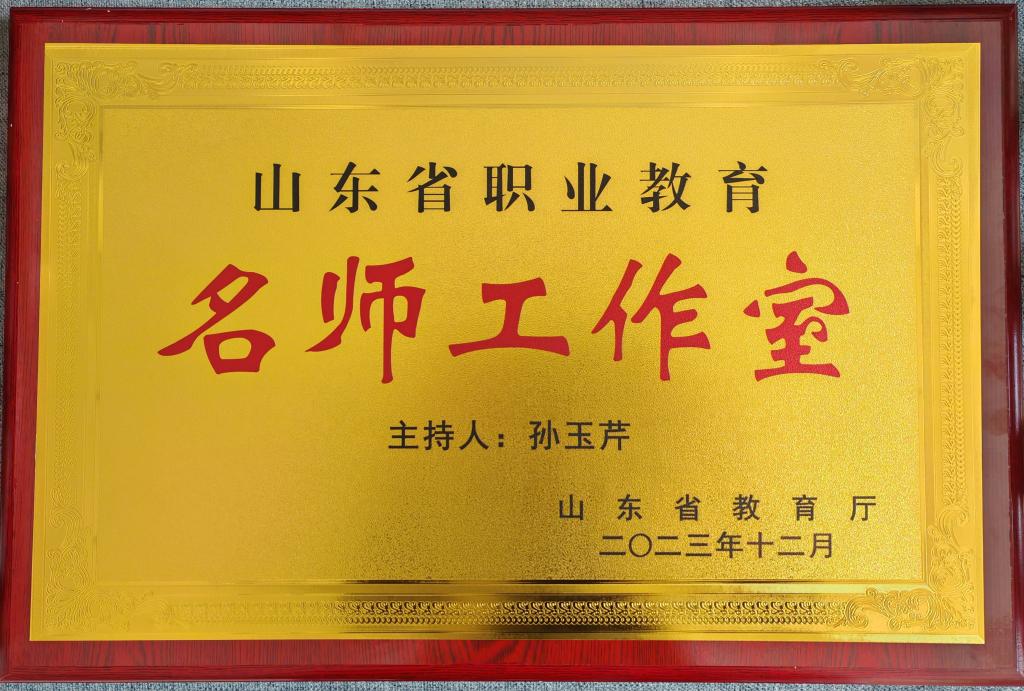 山东省职业教育
名师工作室
主持人：孙玉芹
山东省教育厅
二〇二三年十二月